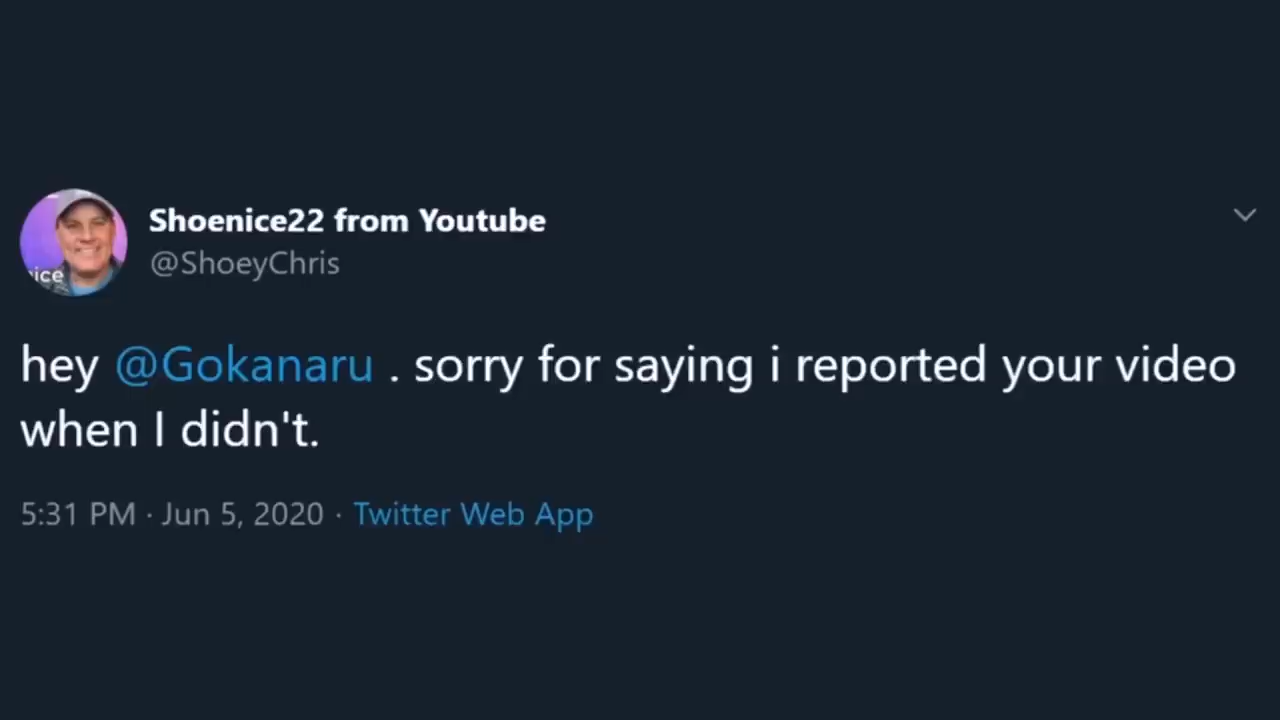 Shoenice22 from Youtube
@ShoeyChris
ice
hey @Gokanaru . sorry for saying i reported your video
when I didn't.
5:31 PM · Jun 5, 2020 · Twitter Web App